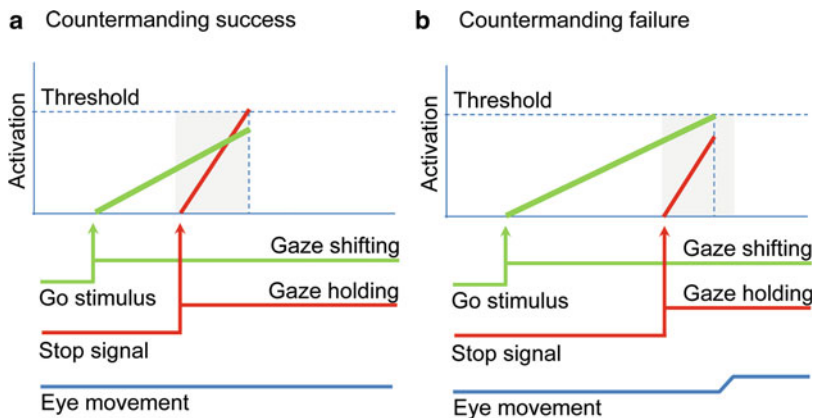 a Countermanding success
Threshold
Activation
Gaze shifting
Go stimulus
Gaze holding
Stop signal
Eye movement
b Countermanding failure
Threshold
Activation
Gaze shifting
Go stimulus
Gaze holding
Stop signal
Eye movement